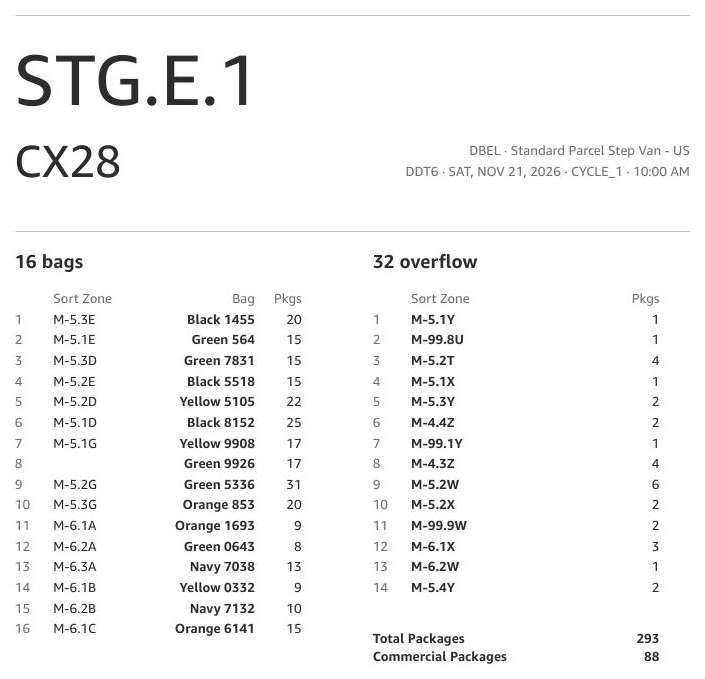 STG.E.1
CX28
DBEL · Standard Parcel Step Van - US
DDT6 · SAT, NOV 21, 2026 · CYCLE_1 · 10:00 AM
16 bags
Sort Zone Bag Pkgs
1 M-5.3E Black 1455 20
2 M-5.1E Green 564 15
3 M-5.3D Green 7831 15
4 M-5.2E Black 5518 15
5 M-5.2D Yellow 5105 22
6 M-5.1D Black 8152 25
7 M-5.1G Yellow 9908 17
8 Green 9926 17
9 M-5.2G Green 5336 31
10 M-5.3G Orange 853 20
11 M-6.1A Orange 1693 9
12 M-6.2A Green 0643 8
13 M-6.3A Navy 7038 13
14 M-6.1B Yellow 0332 9
15 M-6.2B Navy 7132 10
16 M-6.1C Orange 6141 15
32 overflow
Sort Zone Pkgs
1 M-5.1Y 1
2 M-99.8U 1
3 M-5.2T 4
4 M-5.1X 1
5 M-5.3Y 2
6 M-4.4Z 2
7 M-99.1Y 1
8 M-4.3Z 4
9 M-5.2W 6
10 M-5.2X 2
11 M-99.9W 2
12 M-6.1X 3
13 M-6.2W 1
14 M-5.4Y 2
Total Packages 293
Commercial Packages 88